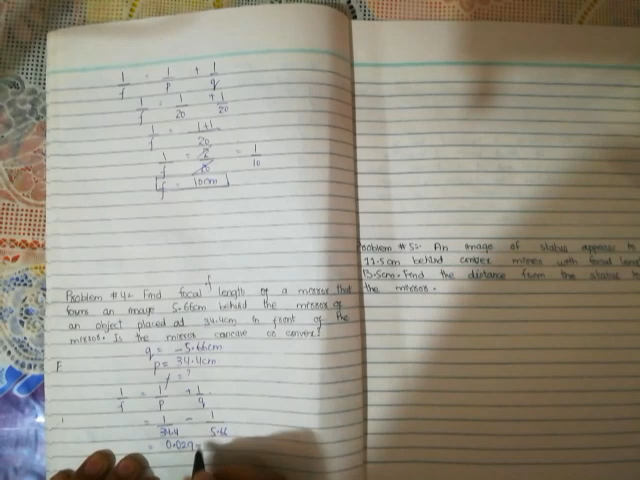 1/f = 1/p + 1/q
1/f = 1/20 + 1/20
1/f = 1+1/20
1/f = 2/20 = 1/10
f = 10cm
Problem # 4:- Find focal length of a mirror that
forms an image 5.66cm behind the mirror of
an object placed at 34.4cm in front of the
mirror. Is the mirror concave or convex?
q = -5.66cm
p = 34.4cm
f = ?
1/f = 1/p + 1/q
= 1/34.4 - 1/5.66
= 0.029-
Problem # 5:- An image of statue appears to
11.5cm behind convex mirror with focal length
13.5cm. Find the distance from the statue to
the mirror.